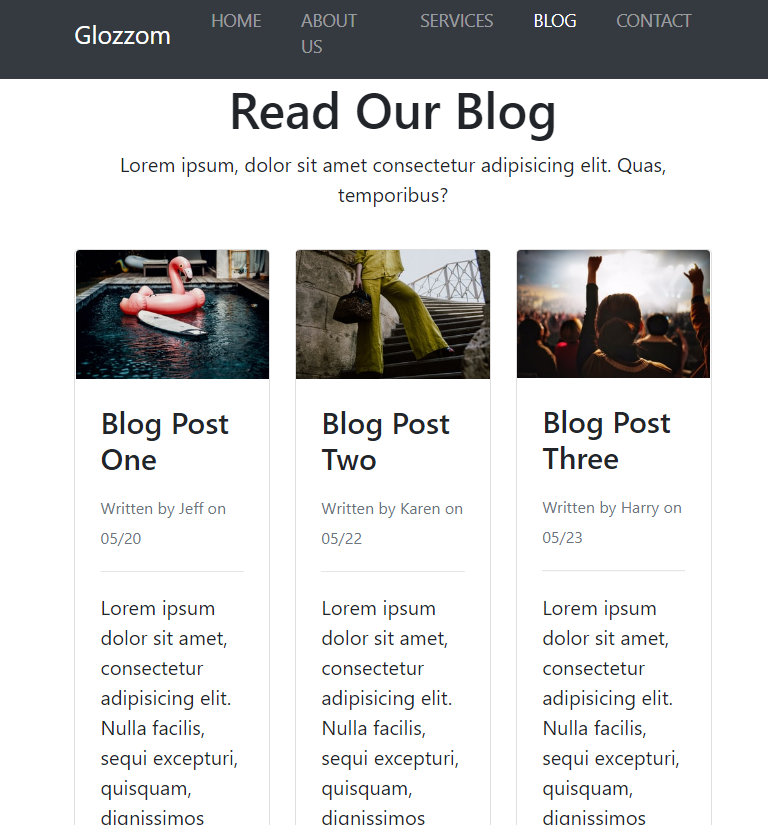 Glozzom
HOME
ABOUT
US
SERVICES
BLOG
CONTACT
Read Our Blog
Lorem ipsum, dolor sit amet consectetur adipisicing elit. Quas,
temporibus?
Blog Post
One
Written by Jeff on
05/20
Lorem ipsum
dolor sit amet,
consectetur
adipisicing elit.
Nulla facilis,
sequi excepturi,
quisquam,
dignissimos
Blog Post
Two
Written by Karen on
05/22
Lorem ipsum
dolor sit amet,
consectetur
adipisicing elit.
Nulla facilis,
sequi excepturi,
quisquam,
dignissimos
Blog Post
Three
Written by Harry on
05/23
Lorem ipsum
dolor sit amet,
consectetur
adipisicing elit.
Nulla facilis,
sequi excepturi,
quisquam,
dignissimos